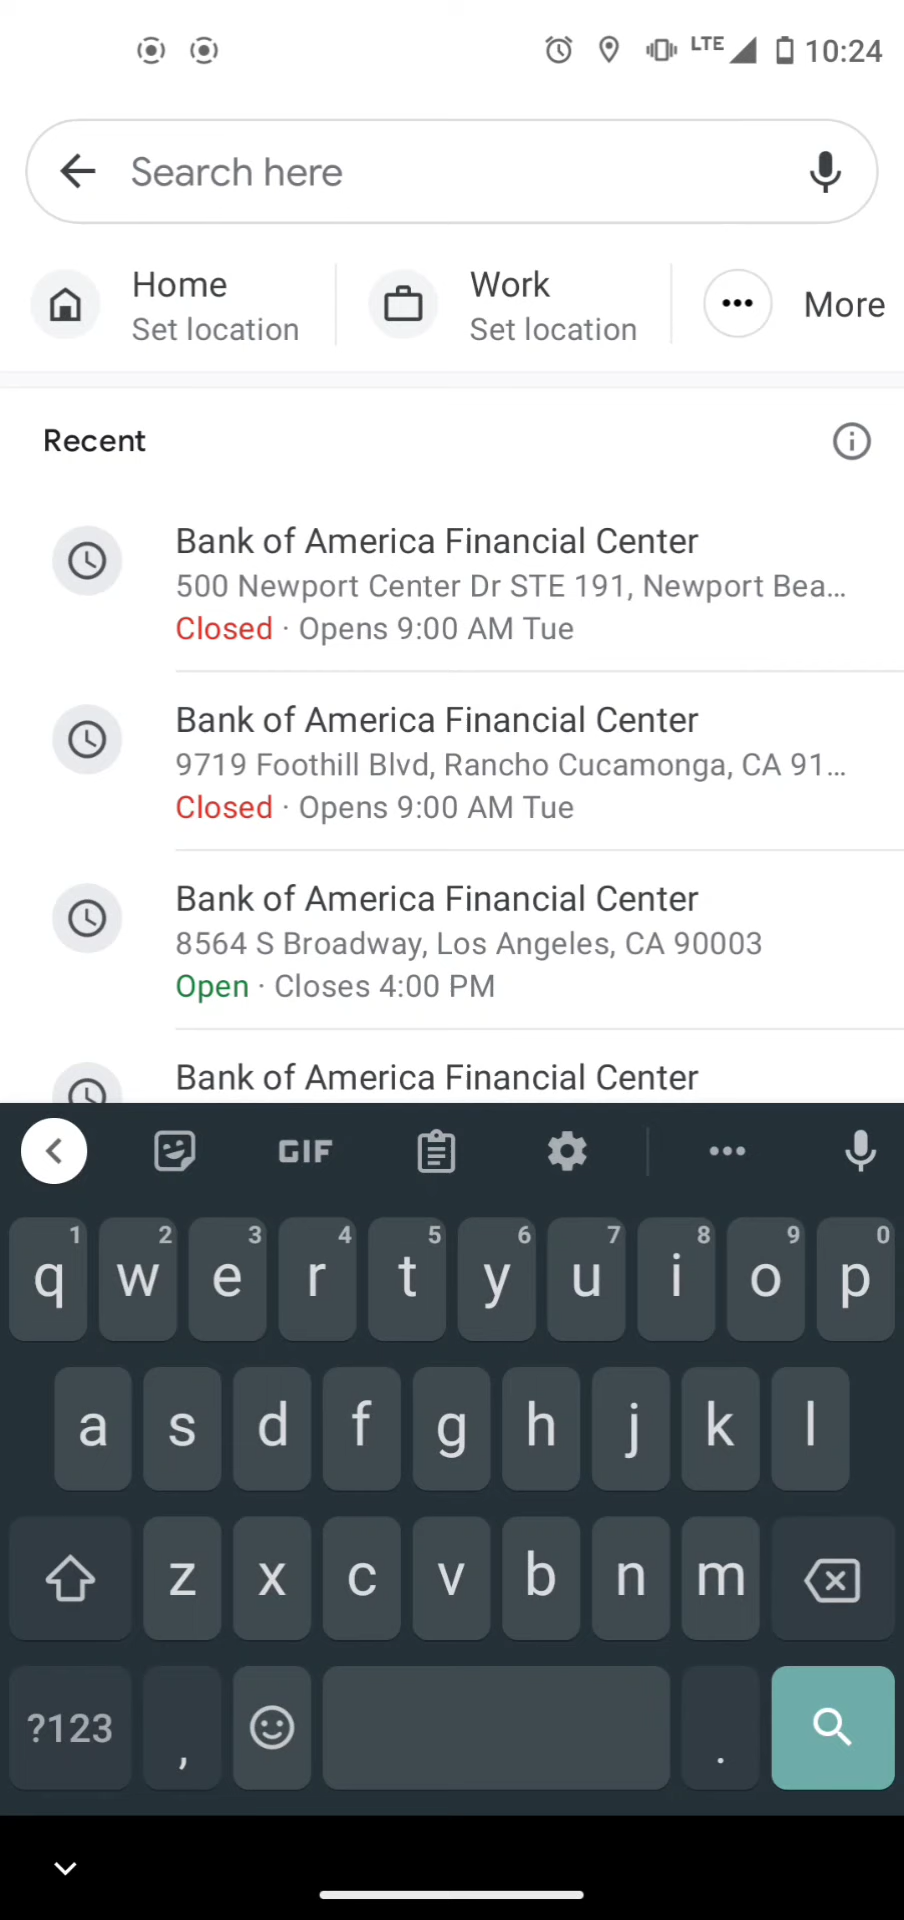 LTE 10:24
Search here
Home
Set location
Work
Set location
More
Recent
Bank of America Financial Center
500 Newport Center Dr STE 191, Newport Bea...
Closed · Opens 9:00 AM Tue
Bank of America Financial Center
9719 Foothill Blvd, Rancho Cucamonga, CA 91...
Closed · Opens 9:00 AM Tue
Bank of America Financial Center
8564 S Broadway, Los Angeles, CA 90003
Open · Closes 4:00 PM
Bank of America Financial Center
GIF
1 2 3 4 5 6 7 8 9 0
q w e r t y u i o p
a s d f g h j k l
z x c v b n m
?123 , .